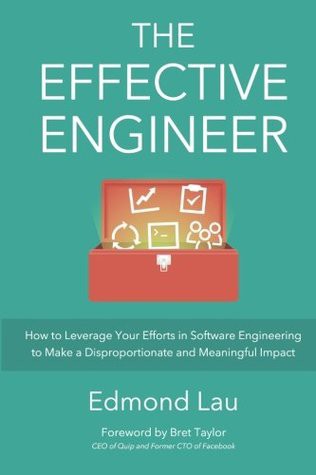 THE
EFFECTIVE
ENGINEER
How to Leverage Your Efforts in Software Engineering
to Make a Disproportionate and Meaningful Impact
Edmond Lau
Foreword by Bret Taylor
CEO of Quip and Former CTO of Facebook